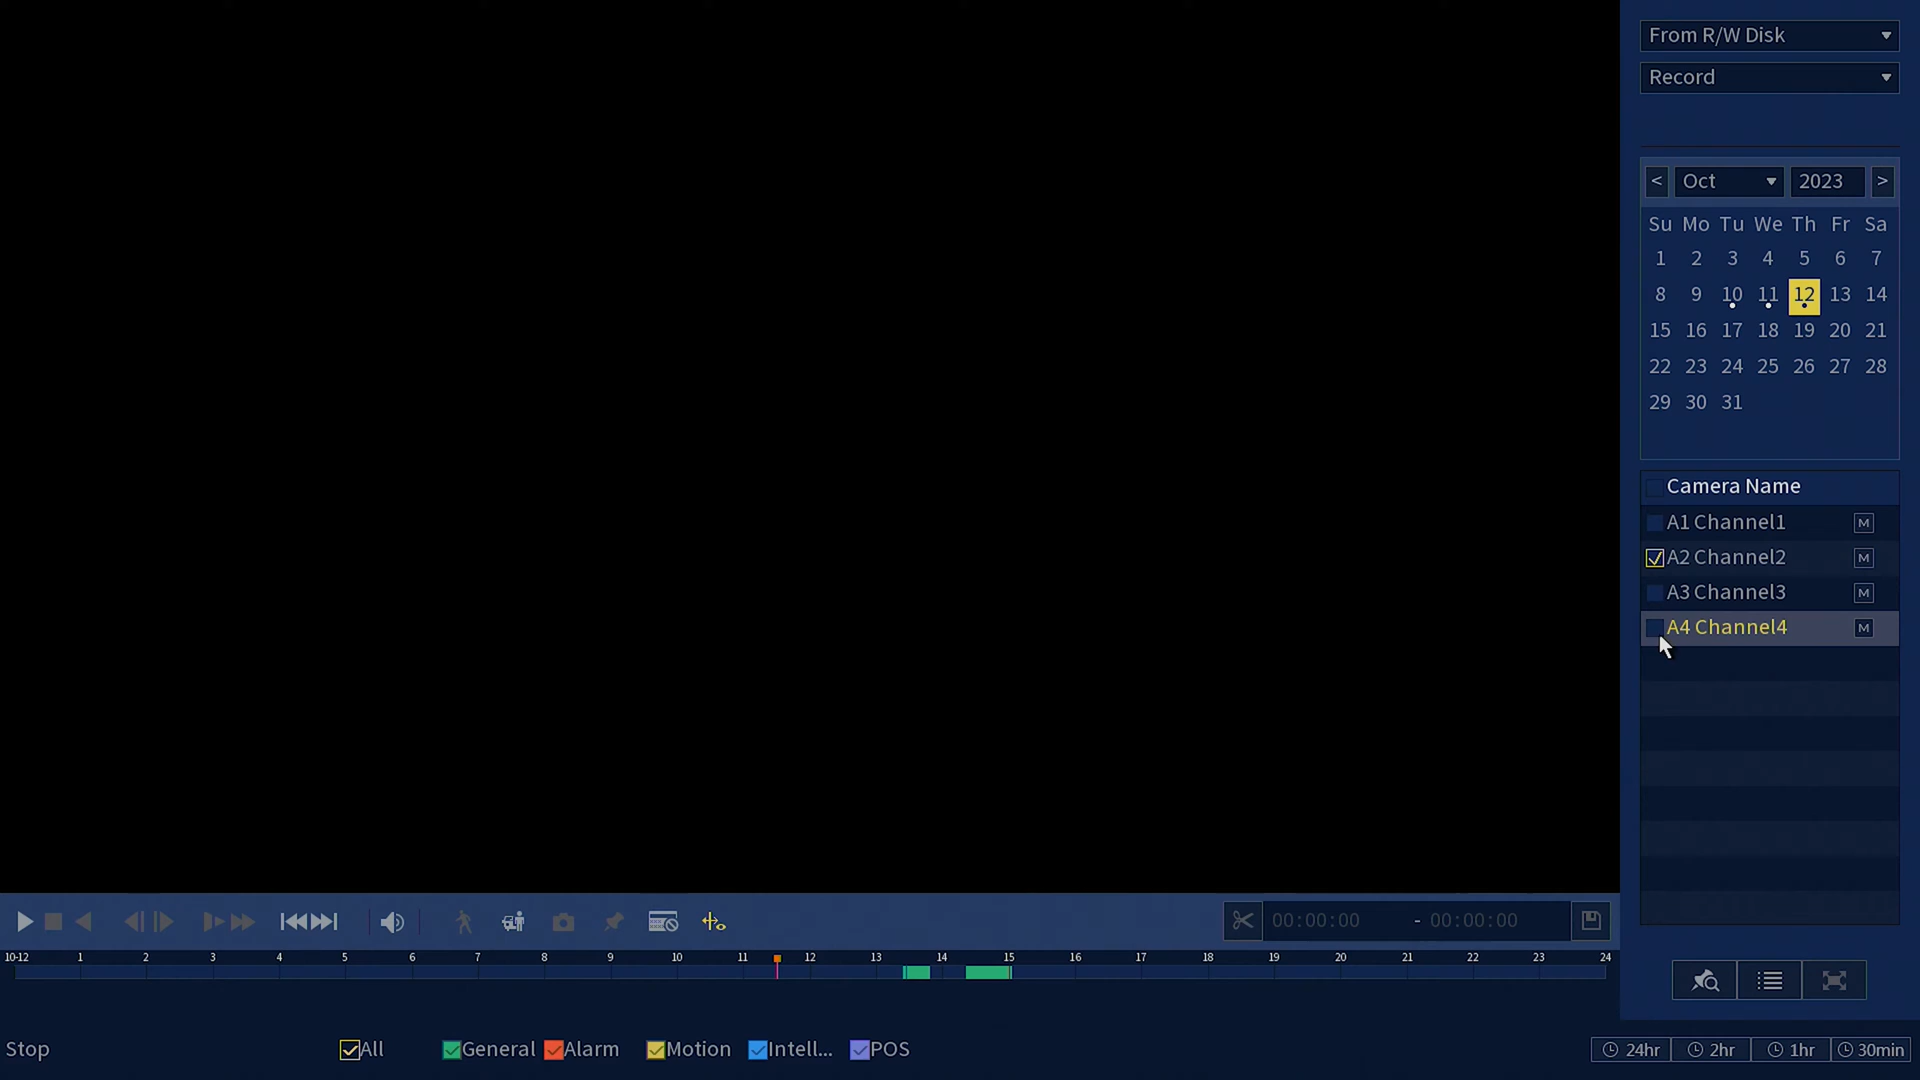 From R/W Disk
Record
< Oct 2023 >
Su Mo Tu We Th Fr Sa
1 2 3 4 5 6 7
8 9 10 11 12 13 14
15 16 17 18 19 20 21
22 23 24 25 26 27 28
29 30 31
Camera Name
A1 Channel1 M
A2 Channel2 M
A3 Channel3 M
A4 Channel4 M
00:00:00 - 00:00:00
10-12 1 2 3 4 5 6 7 8 9 10 11 12 13 14 15 16 17 18 19 20 21 22 23 24
Stop All General Alarm Motion Intell... POS 24hr 2hr 1hr 30min